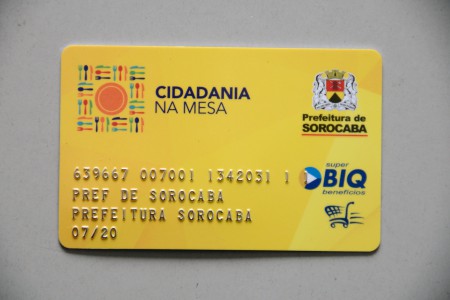 CIDADANIA
NA MESA
Prefeitura de
SOROCABA
639667 007001 1342031 1
super
BIQ
benefícios
PREF DE SOROCABA
PREFEITURA SOROCABA
07/20